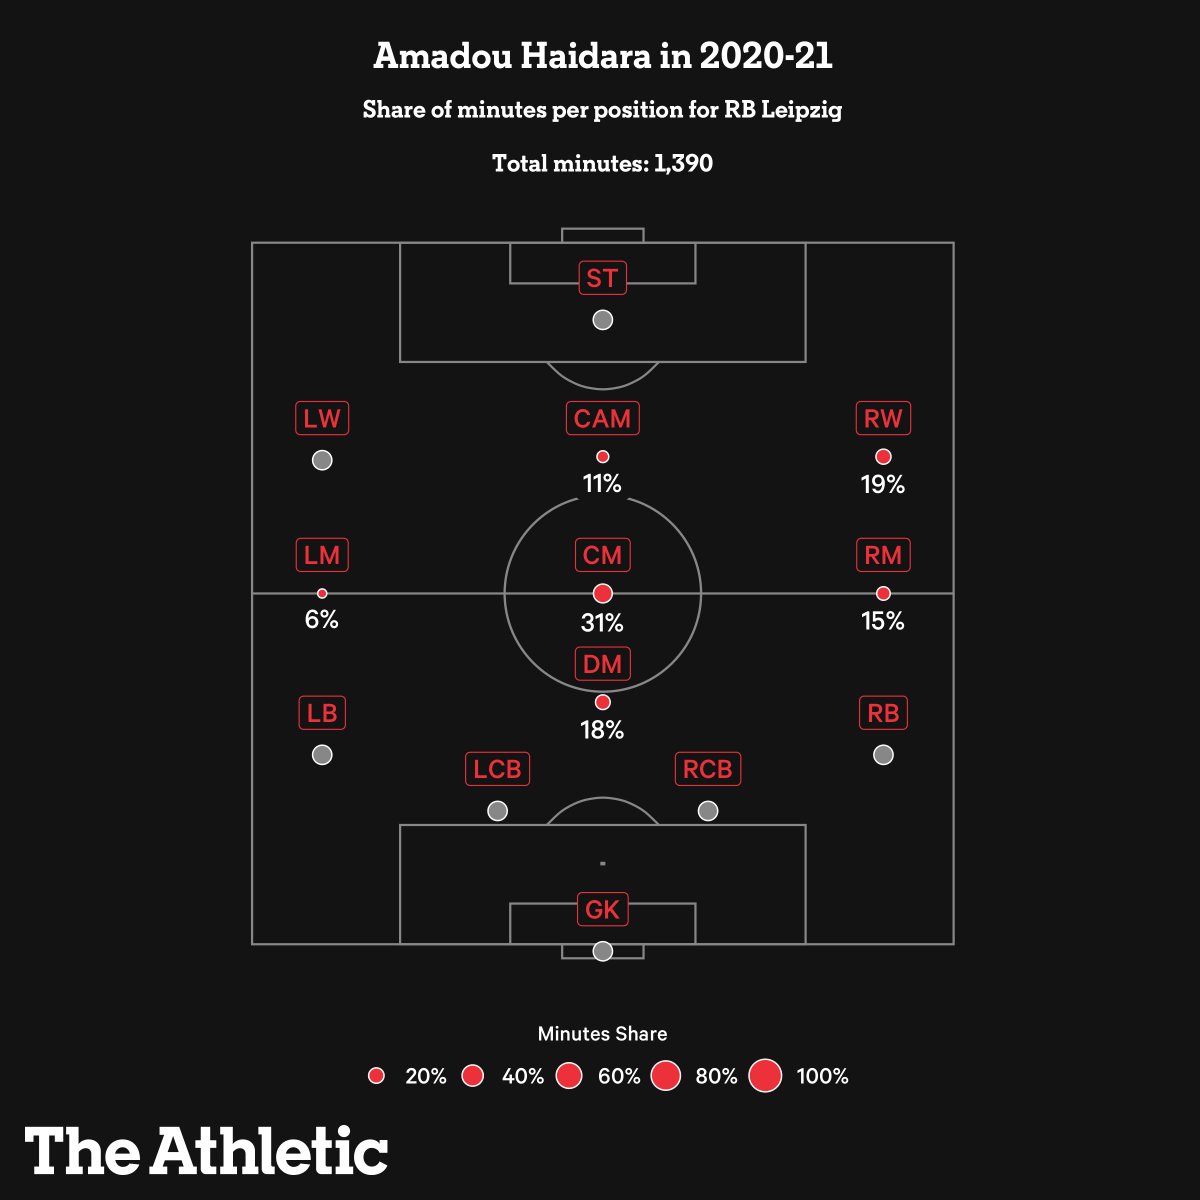 Amadou Haidara in 2020-21
Share of minutes per position for RB Leipzig
Total minutes: 1,390
ST
LW CAM RW
11% 19%
LM CM RM
6% 31% 15%
DM
18%
LB RB
LCB RCB
GK
Minutes Share
20% 40% 60% 80% 100%
The Athletic